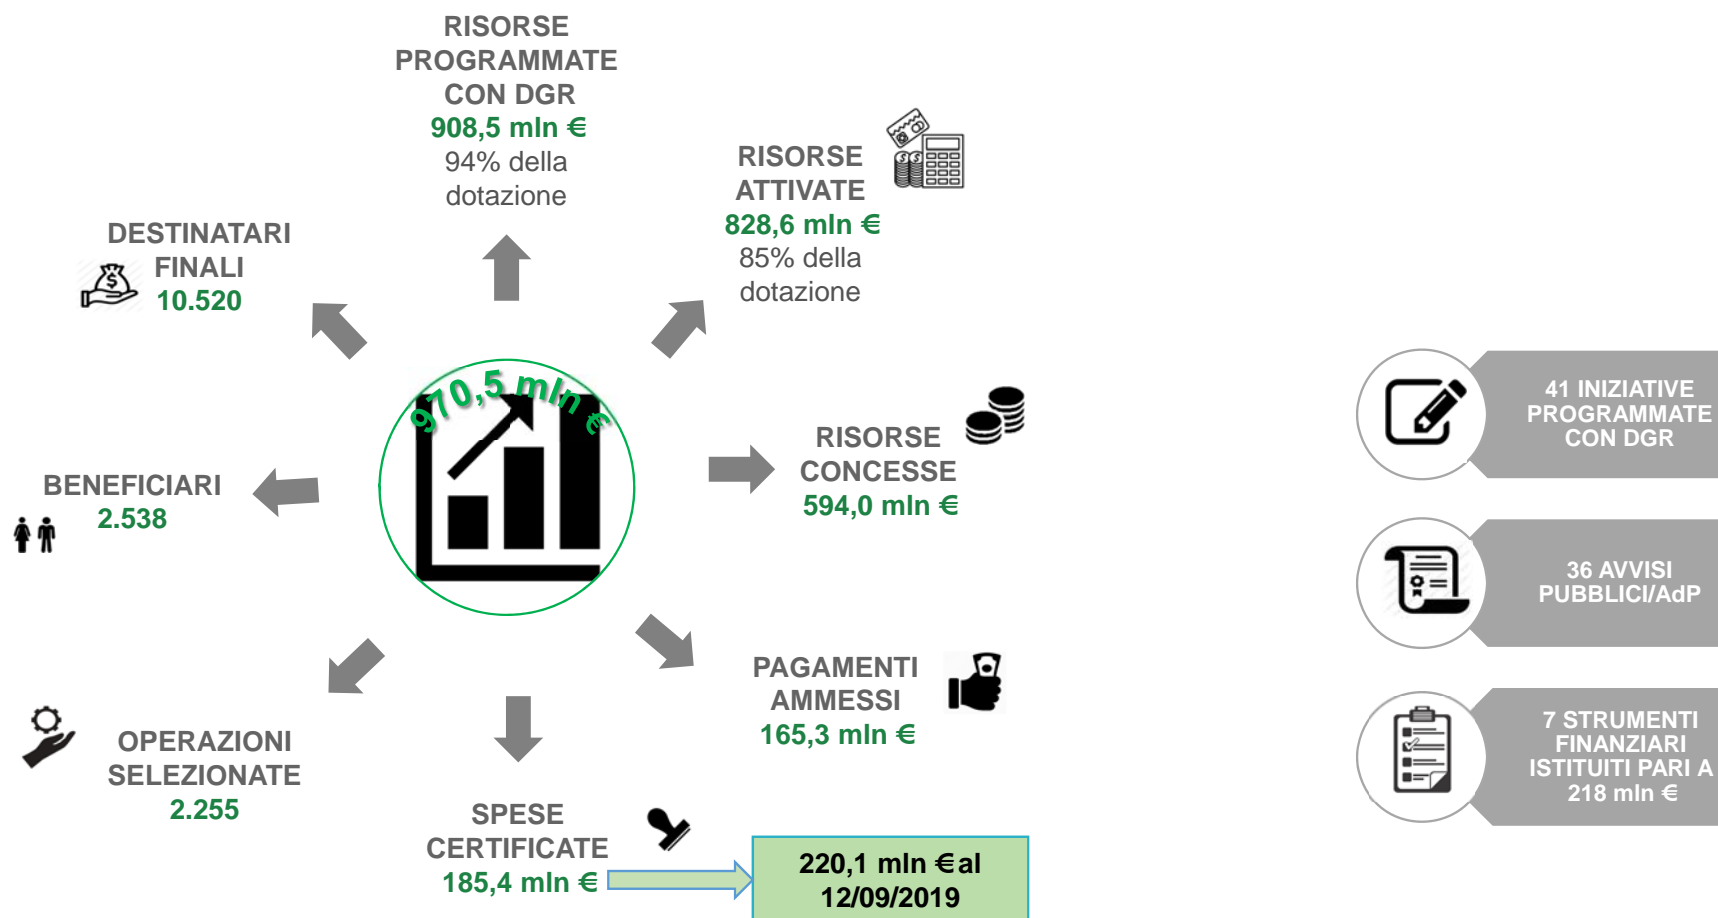 RISORSE
PROGRAMMATE
CON DGR
908,5 mln €
94% della
dotazione
RISORSE
ATTIVATE
828,6 mln €
85% della
dotazione
DESTINATARI
FINALI
10.520
970,5 mln €
RISORSE
CONCESSE
594,0 mln €
BENEFICIARI
2.538
PAGAMENTI
AMMESSI
165,3 mln €
OPERAZIONI
SELEZIONATE
2.255
SPESE
CERTIFICATE
185,4 mln €
220,1 mln € al
12/09/2019
41 INIZIATIVE
PROGRAMMATE
CON DGR
36 AVVISI
PUBBLICI/AdP
7 STRUMENTI
FINANZIARI
ISTITUITI PARI A
218 mln €